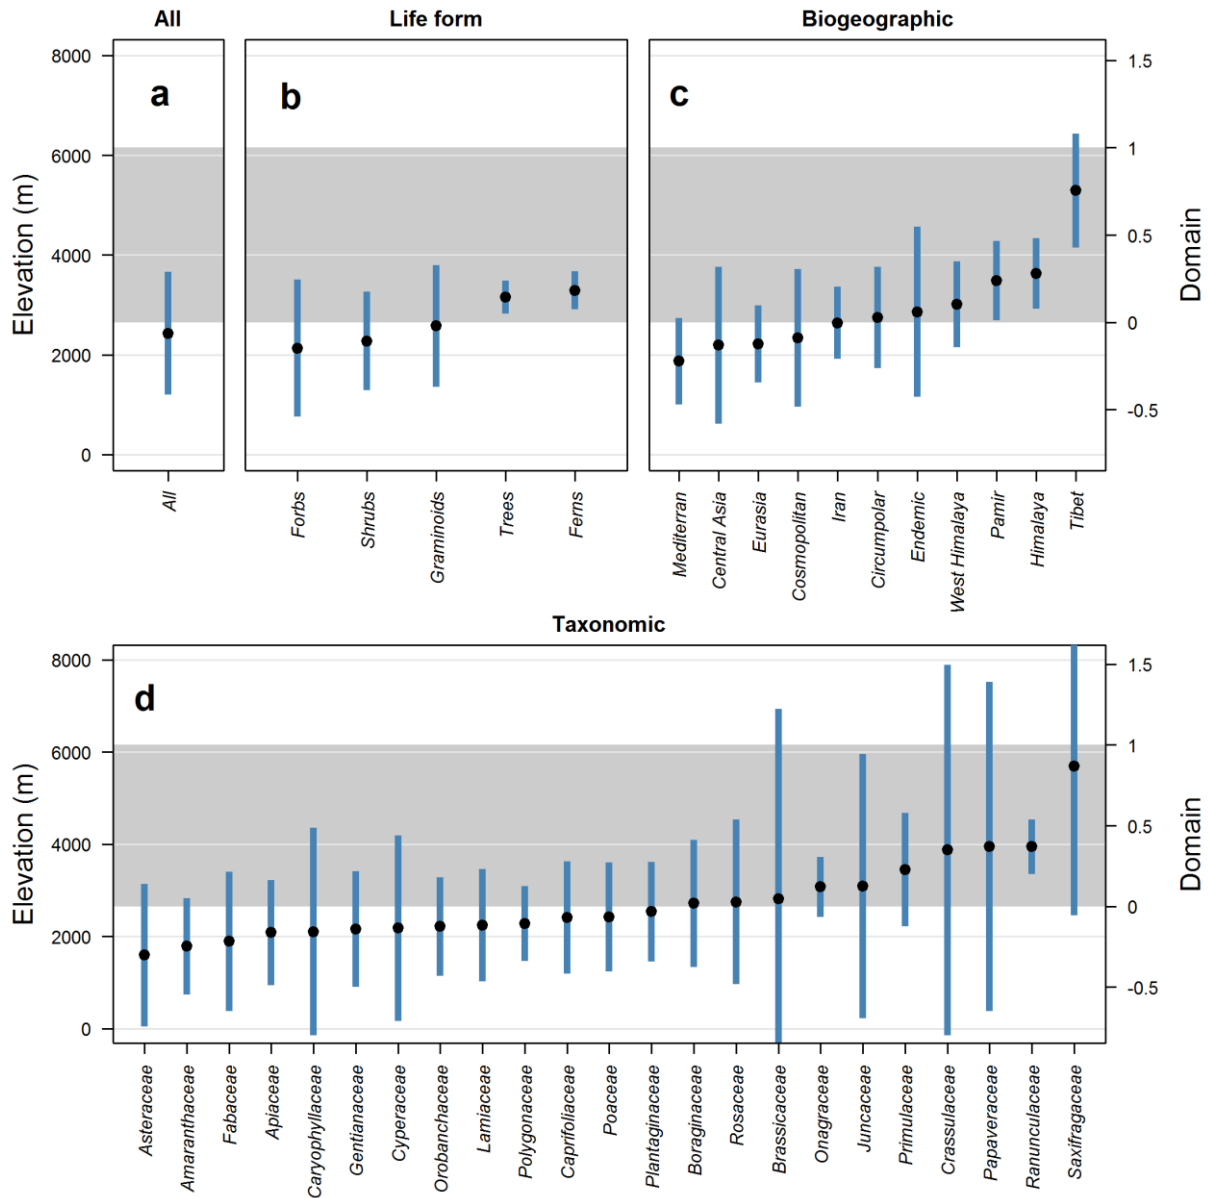 All
Life form
Biogeographic
a
b
c
8000
6000
4000
2000
0
Elevation (m)
1.5
1
0.5
0
-0.5
Domain
All
Forbs
Shrubs
Graminoids
Trees
Ferns
Mediterran
Central Asia
Eurasia
Cosmopolitan
Iran
Circumpolar
Endemic
West Himalaya
Pamir
Himalaya
Tibet
Taxonomic
d
8000
6000
4000
2000
0
Elevation (m)
1.5
1
0.5
0
-0.5
Domain
Asteraceae
Amaranthaceae
Fabaceae
Apiaceae
Caryophyllaceae
Gentianaceae
Cyperaceae
Orobanchaceae
Lamiaceae
Polygonaceae
Caprifoliaceae
Poaceae
Plantaginaceae
Boraginaceae
Rosaceae
Brassicaceae
Onagraceae
Juncaceae
Primulaceae
Crassulaceae
Papaveraceae
Ranunculaceae
Saxifragaceae